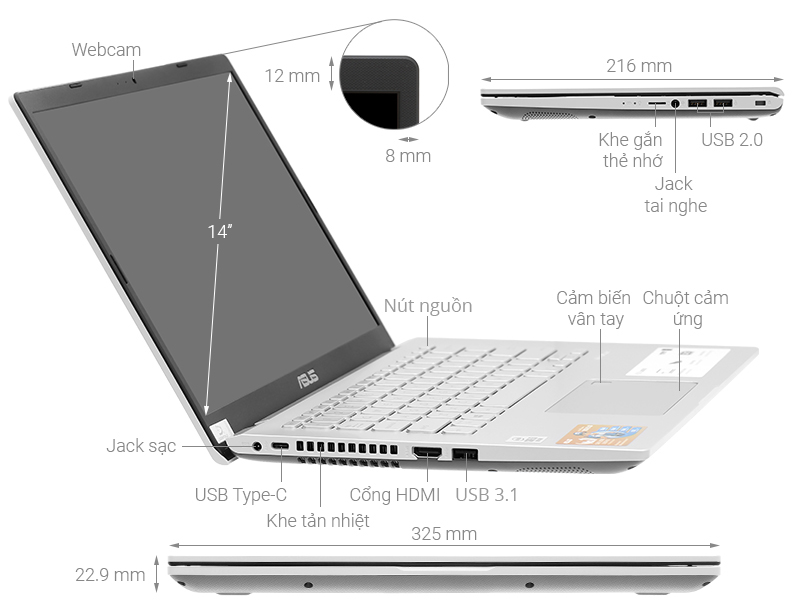 Webcam
12 mm
8 mm
216 mm
Khe gắn
thẻ nhớ
USB 2.0
Jack
tai nghe
14”
Nút nguồn
Cảm biến
vân tay
Chuột cảm
ứng
ASUS
Jack sạc
USB Type-C
Cổng HDMI
USB 3.1
Khe tản nhiệt
325 mm
22.9 mm